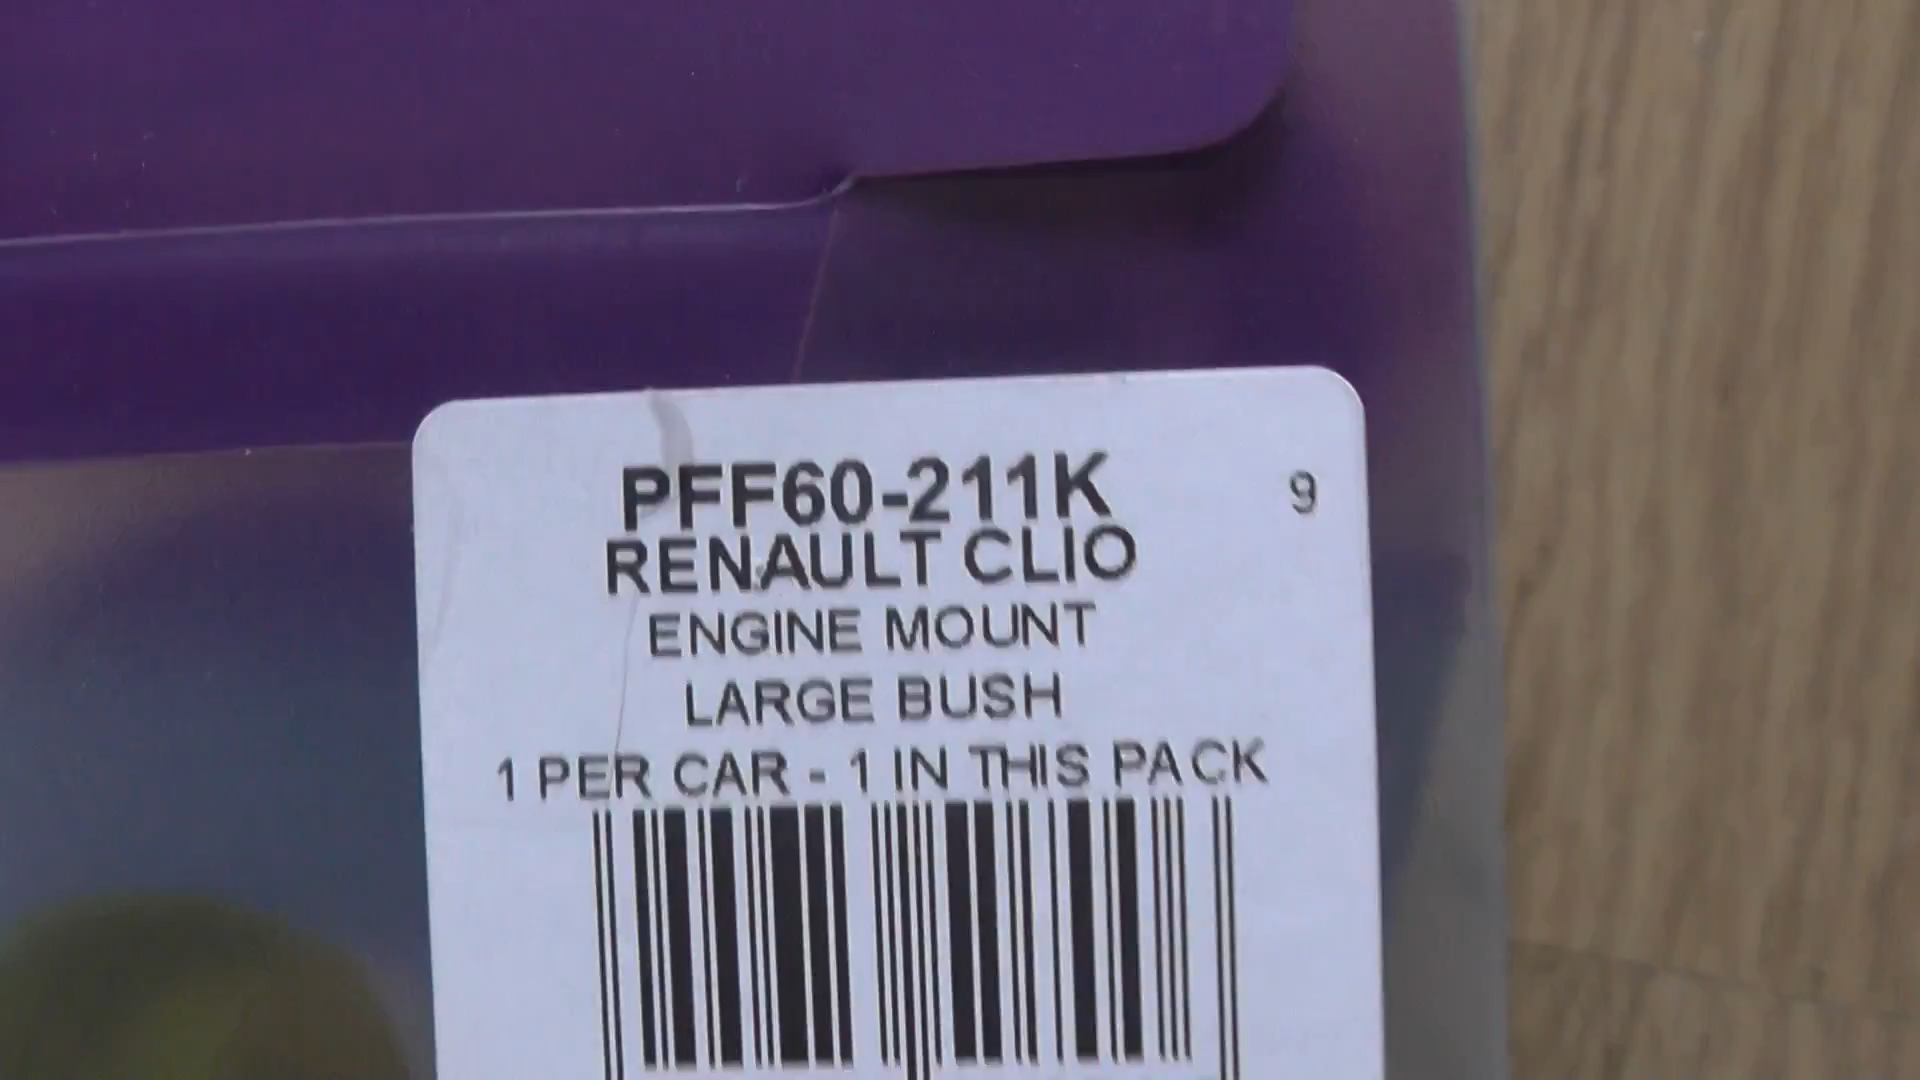 PFF60-211K
9
RENAULT CLIO
ENGINE MOUNT
LARGE BUSH
1 PER CAR - 1 IN THIS PACK